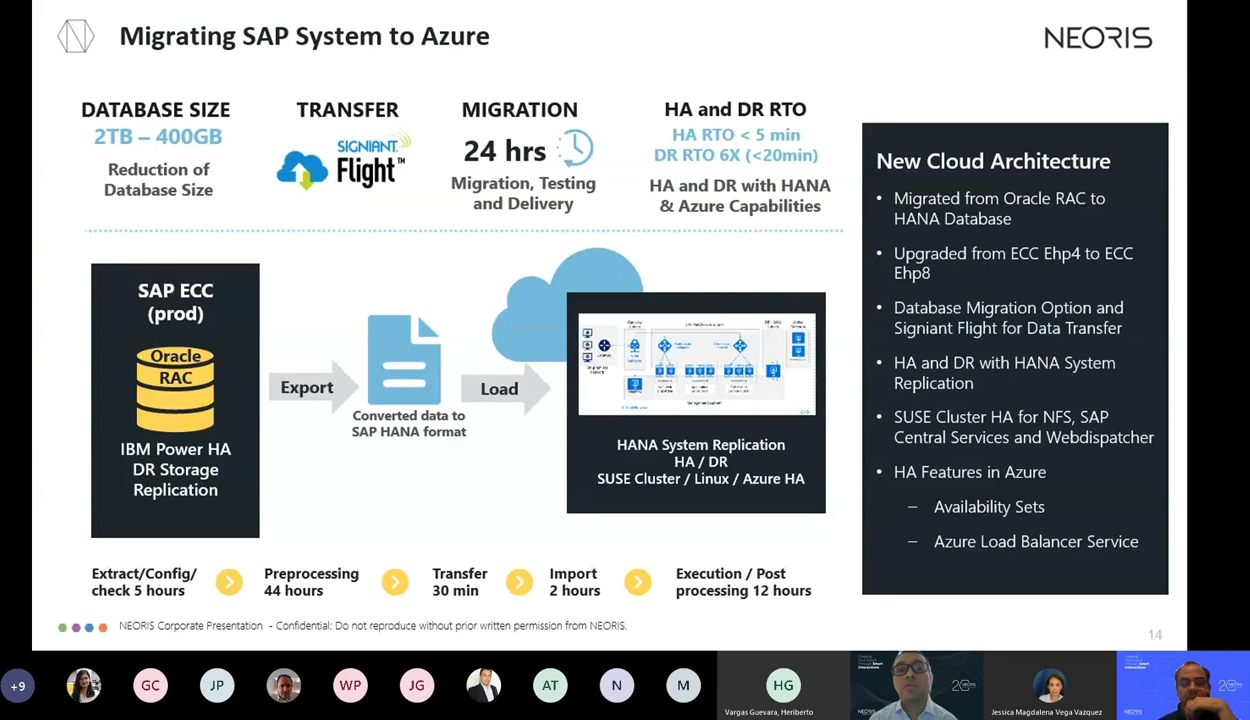 Migrating SAP System to Azure
NEORIS
DATABASE SIZE
2TB – 400GB
Reduction of
Database Size
TRANSFER
SIGNIANT
Flight™
MIGRATION
24 hrs
Migration, Testing
and Delivery
HA and DR RTO
HA RTO < 5 min
DR RTO 6X (<20min)
HA and DR with HANA
& Azure Capabilities
SAP ECC
(prod)
Oracle
RAC
IBM Power HA
DR Storage
Replication
Export
Converted data to
SAP HANA format
Load
HANA System Replication
HA / DR
SUSE Cluster / Linux / Azure HA
New Cloud Architecture
• Migrated from Oracle RAC to
HANA Database
• Upgraded from ECC Ehp4 to ECC
Ehp8
• Database Migration Option and
Signiant Flight for Data Transfer
• HA and DR with HANA System
Replication
• SUSE Cluster HA for NFS, SAP
Central Services and Webdispatcher
• HA Features in Azure
– Availability Sets
– Azure Load Balancer Service
Extract/Config/
check 5 hours
Preprocessing
44 hours
Transfer
30 min
Import
2 hours
Execution / Post
processing 12 hours
NEORIS Corporate Presentation - Confidential: Do not reproduce without prior written permission from NEORIS.
14
+9
GC
JP
WP
JG
AT
N
M
HG
Vargas Guevara, Heriberto
Jessica Magdalena Vega Vazquez